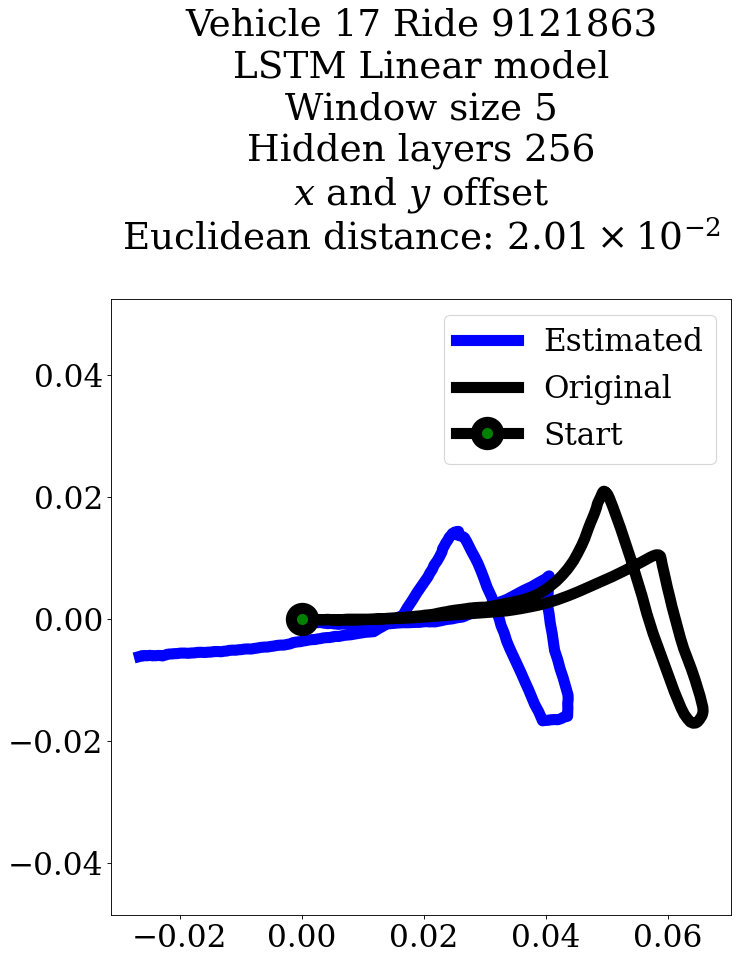 Vehicle 17 Ride 9121863
LSTM Linear model
Window size 5
Hidden layers 256
x and y offset
Euclidean distance: 2.01 × 10⁻²
Estimated
Original
Start
0.04
0.02
0.00
−0.02
−0.04
−0.02 0.00 0.02 0.04 0.06